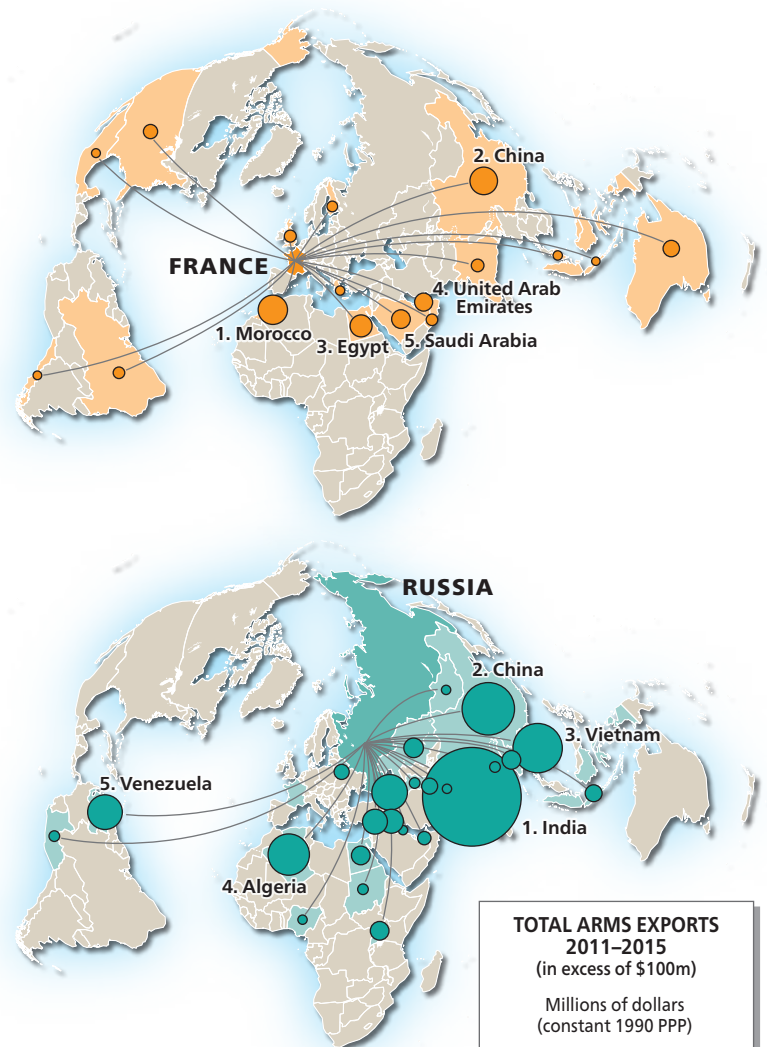 2. China
FRANCE
4. United Arab
Emirates
1. Morocco
3. Egypt
5. Saudi Arabia
RUSSIA
2. China
3. Vietnam
5. Venezuela
1. India
4. Algeria
TOTAL ARMS EXPORTS
2011–2015
(in excess of $100m)
Millions of dollars
(constant 1990 PPP)